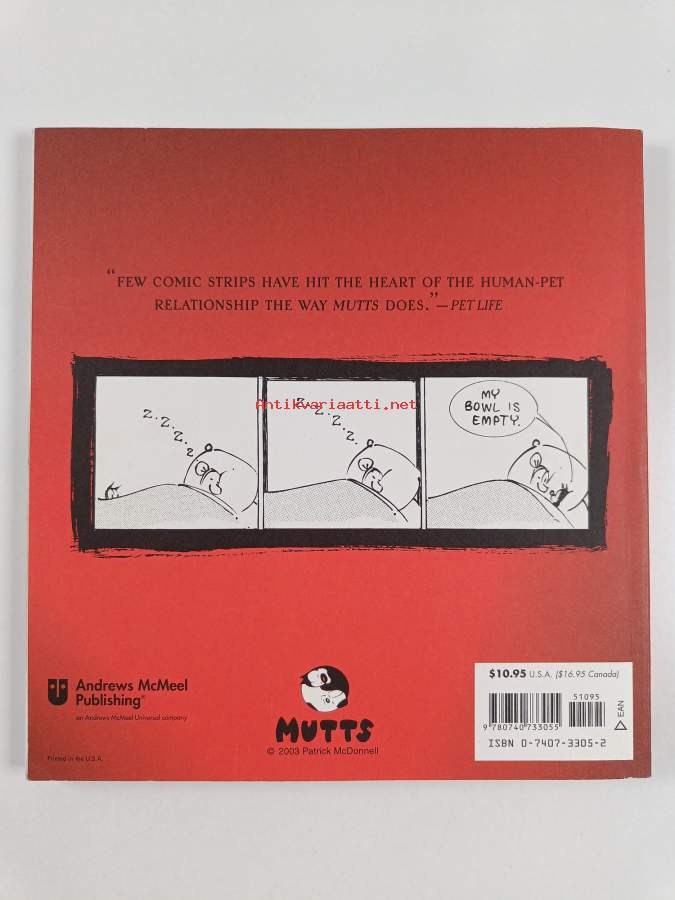 “FEW COMIC STRIPS HAVE HIT THE HEART OF THE HUMAN-PET
RELATIONSHIP THE WAY MUTTS DOES.”—PET LIFE
Antikvariaatti.net
Z.Z.Z.Z.
Z.Z.Z.Z.
MY
BOWL IS
EMPTY.
Andrews McMeel
Publishing®
an Andrews McMeel Universal company
Printed in the U.S.A.
MUTTS
© 2003 Patrick McDonnell
$10.95 U.S.A. ($16.95 Canada)
51095
9 780740 733055
EAN
ISBN 0-7407-3305-2